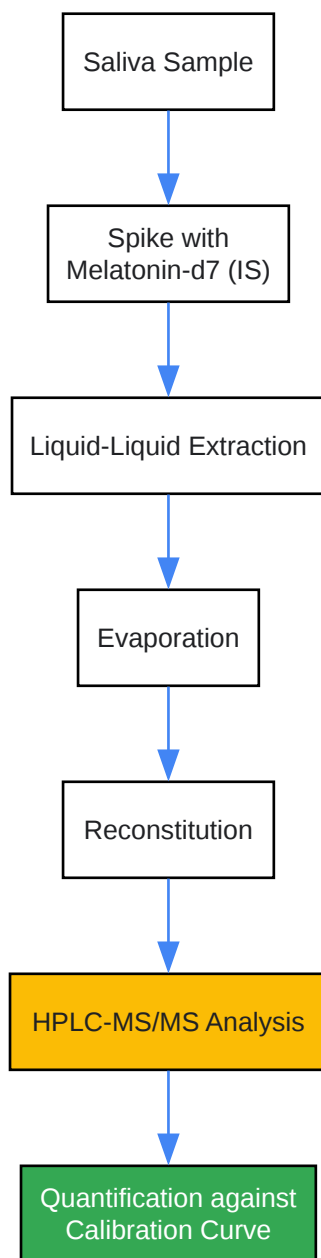 Saliva Sample
Spike with
Melatonin-d7 (IS)
Liquid-Liquid Extraction
Evaporation
Reconstitution
HPLC-MS/MS Analysis
Quantification against
Calibration Curve